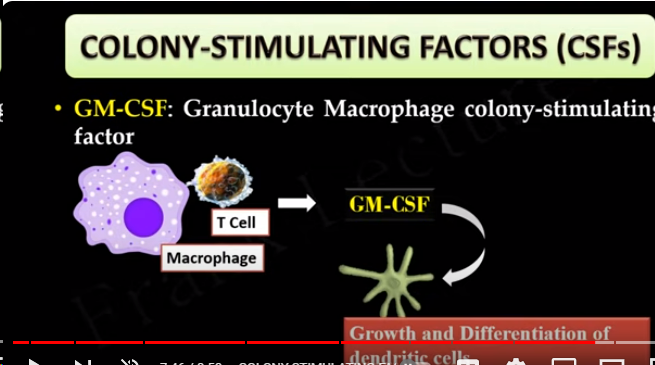 COLONY-STIMULATING FACTORS (CSFs)
• GM-CSF: Granulocyte Macrophage colony-stimulating
factor
T Cell
GM-CSF
Macrophage
Growth and Differentiation of
dendritic cells